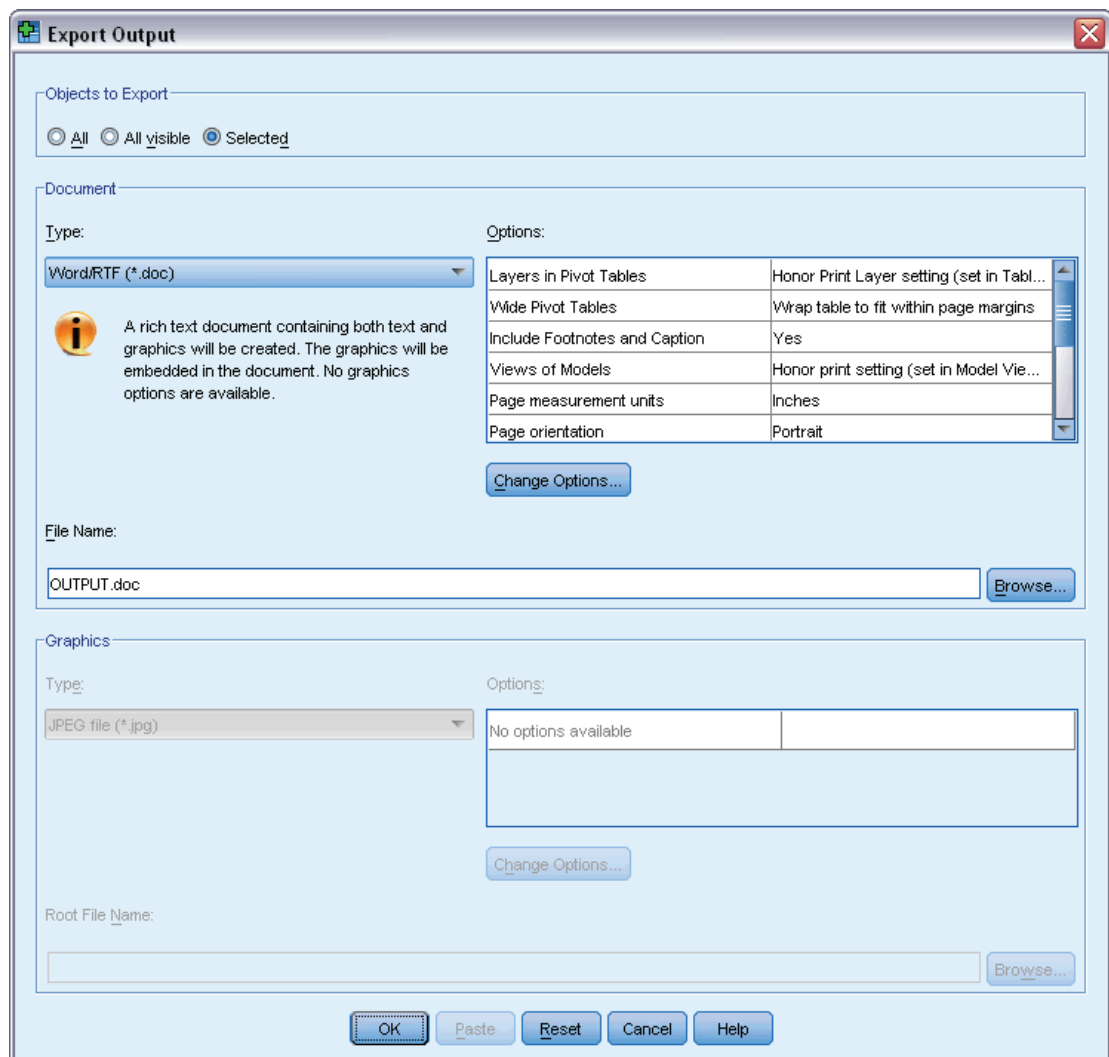 Export Output
Objects to Export
All All visible Selected
Document
Type:
Word/RTF (*.doc)
A rich text document containing both text and
graphics will be created. The graphics will be
embedded in the document. No graphics
options are available.
Options:
Layers in Pivot Tables Honor Print Layer setting (set in Tabl...
Wide Pivot Tables Wrap table to fit within page margins
Include Footnotes and Caption Yes
Views of Models Honor print setting (set in Model Vie...
Page measurement units Inches
Page orientation Portrait
Change Options...
File Name:
OUTPUT.doc Browse...
Graphics
Type:
JPEG file (*.jpg)
Options:
No options available
Change Options...
Root File Name:
Browse...
OK Paste Reset Cancel Help